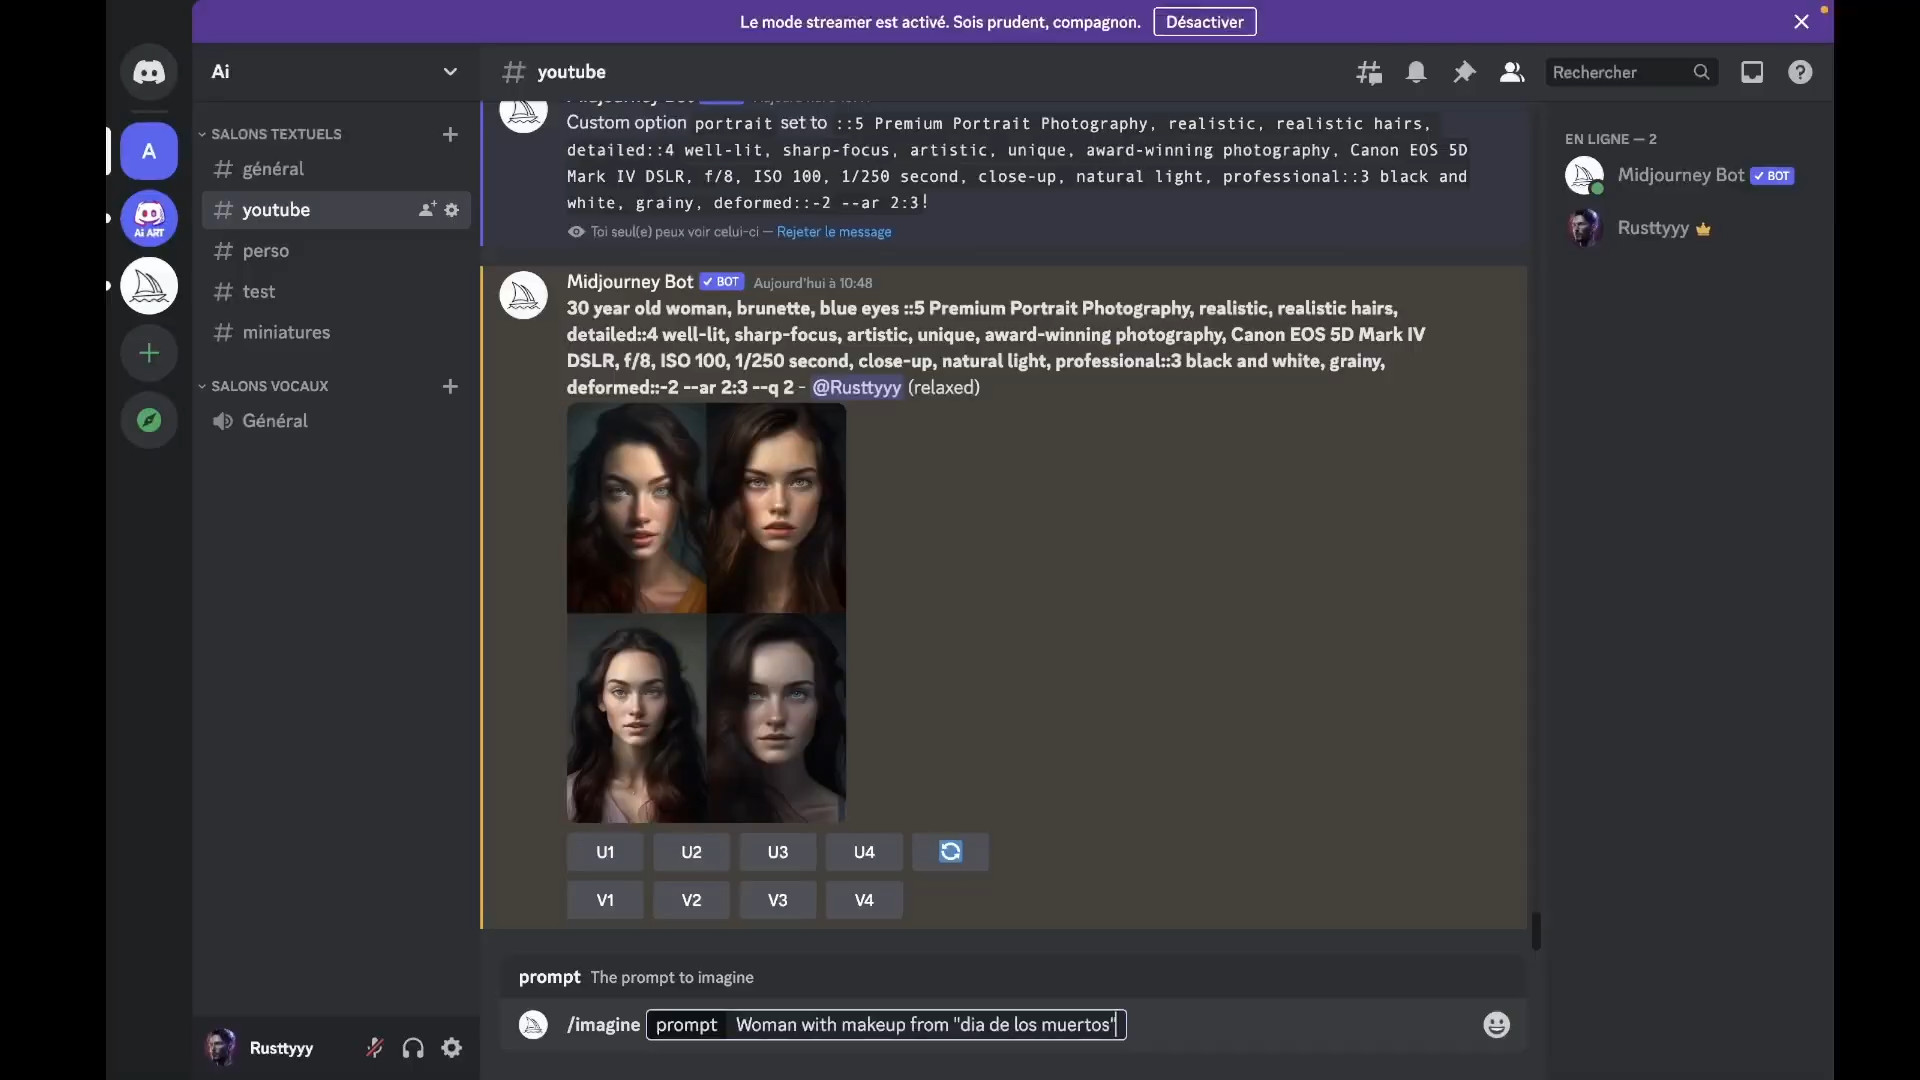 Le mode streamer est activé. Sois prudent, compagnon. Désactiver
Ai
youtube
Rechercher
A
Ai ART
SALONS TEXTUELS
général
youtube
perso
test
miniatures
SALONS VOCAUX
Général
Custom option portrait set to ::5 Premium Portrait Photography, realistic, realistic hairs,
detailed::4 well-lit, sharp-focus, artistic, unique, award-winning photography, Canon EOS 5D
Mark IV DSLR, f/8, ISO 100, 1/250 second, close-up, natural light, professional::3 black and
white, grainy, deformed::-2 --ar 2:3!
Toi seul(e) peux voir celui-ci — Rejeter le message
Midjourney Bot BOT Aujourd'hui à 10:48
30 year old woman, brunette, blue eyes ::5 Premium Portrait Photography, realistic, realistic hairs,
detailed::4 well-lit, sharp-focus, artistic, unique, award-winning photography, Canon EOS 5D Mark IV
DSLR, f/8, ISO 100, 1/250 second, close-up, natural light, professional::3 black and white, grainy,
deformed::-2 --ar 2:3 --q 2 - @Rusttyyy (relaxed)
U1 U2 U3 U4
V1 V2 V3 V4
prompt The prompt to imagine
/imagine prompt Woman with makeup from "dia de los muertos"
EN LIGNE — 2
Midjourney Bot BOT
Rusttyyy
Rusttyyy